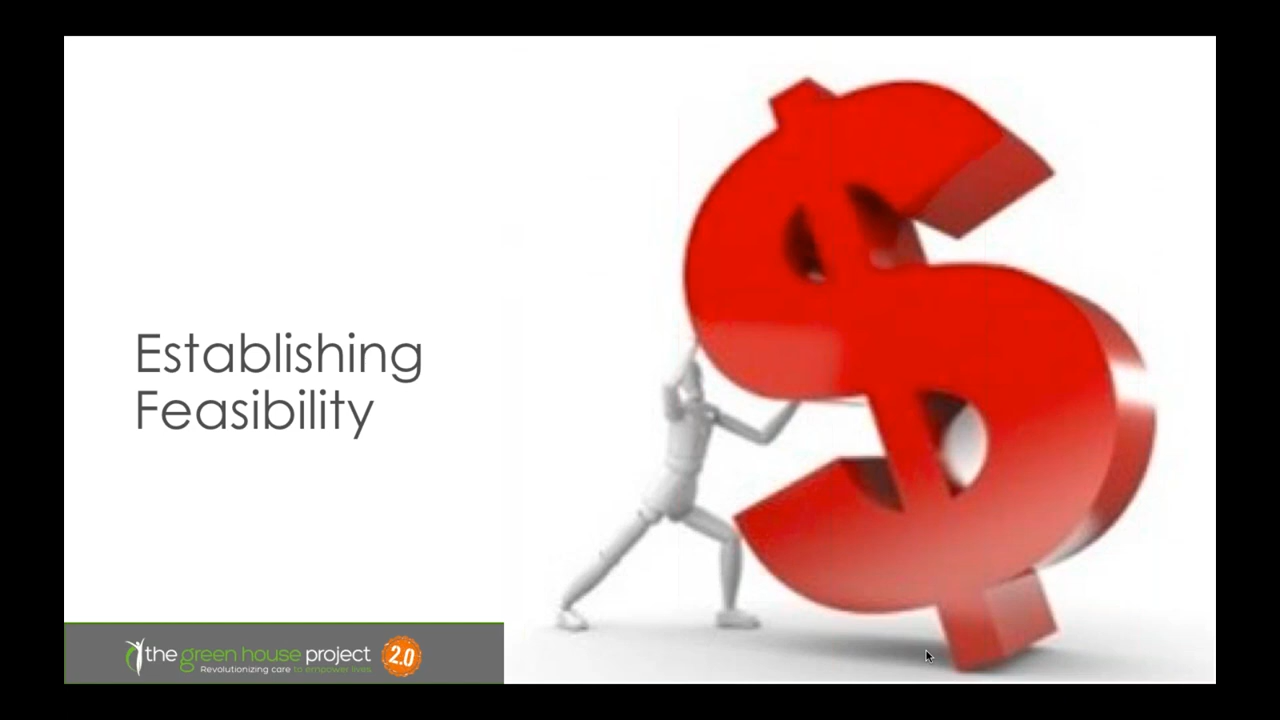 Establishing
Feasibility
the green house project 2.0
Revolutionizing care to empower lives